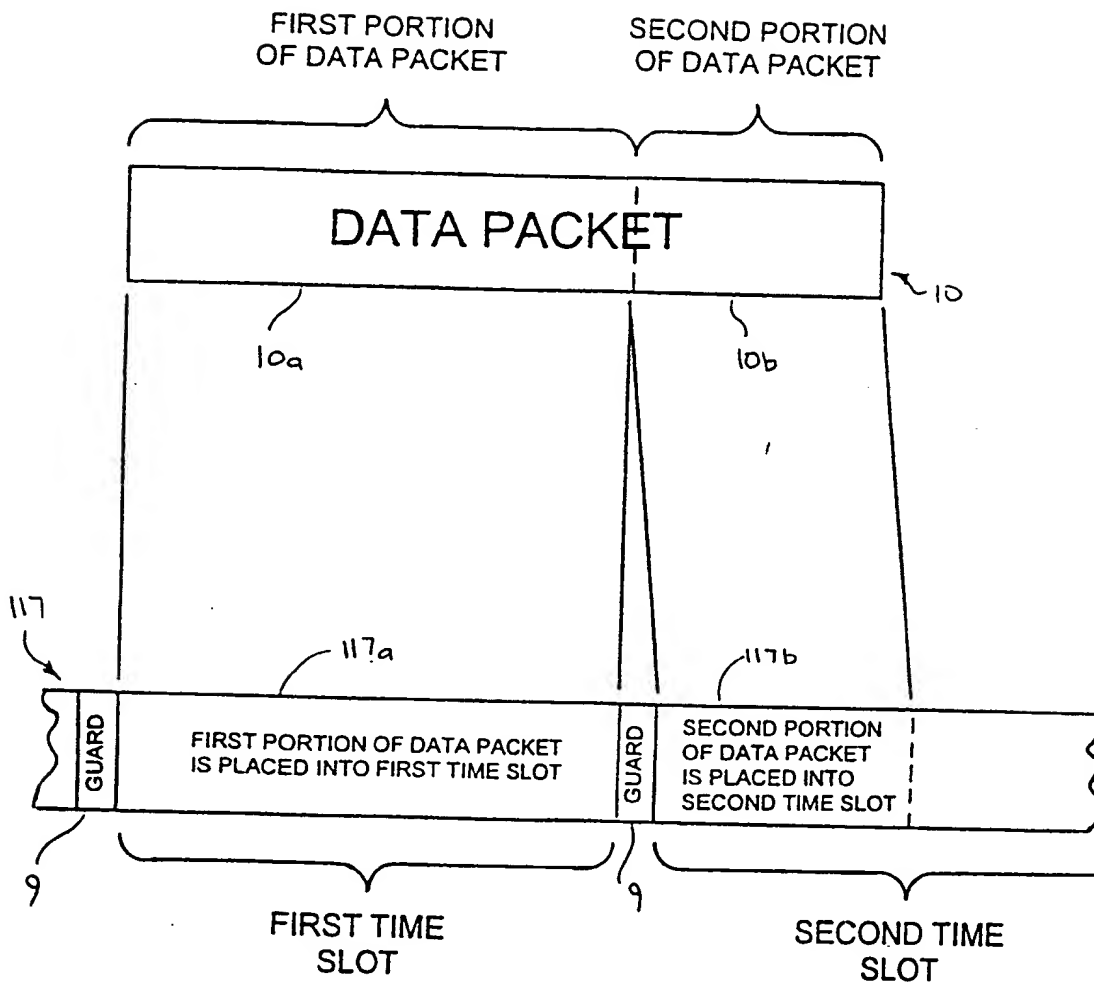 FIRST PORTION
OF DATA PACKET
SECOND PORTION
OF DATA PACKET
DATA PACKET
10
10a
10b
117
117a
117b
GUARD
FIRST PORTION OF DATA PACKET
IS PLACED INTO FIRST TIME SLOT
GUARD
SECOND PORTION
OF DATA PACKET
IS PLACED INTO
SECOND TIME SLOT
9
9
FIRST TIME
SLOT
SECOND TIME
SLOT